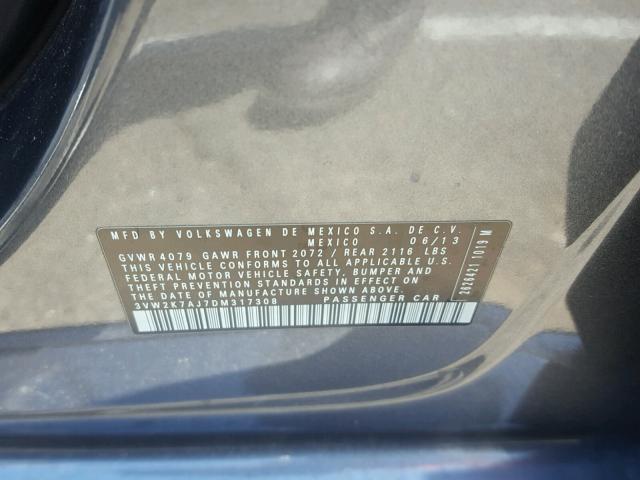 MFD BY VOLKSWAGEN DE MEXICO S.A. DE C.V.
MEXICO 06/13
GVWR 4079 GAWR FRONT 2072 / REAR 2116 LBS
THIS VEHICLE CONFORMS TO ALL APPLICABLE U.S.
FEDERAL MOTOR VEHICLE SAFETY, BUMPER AND
THEFT PREVENTION STANDARDS IN EFFECT ON
THE DATE OF MANUFACTURE SHOWN ABOVE.
3VW2K7AJ7DM317308 PASSENGER CAR
2626421 1019 M